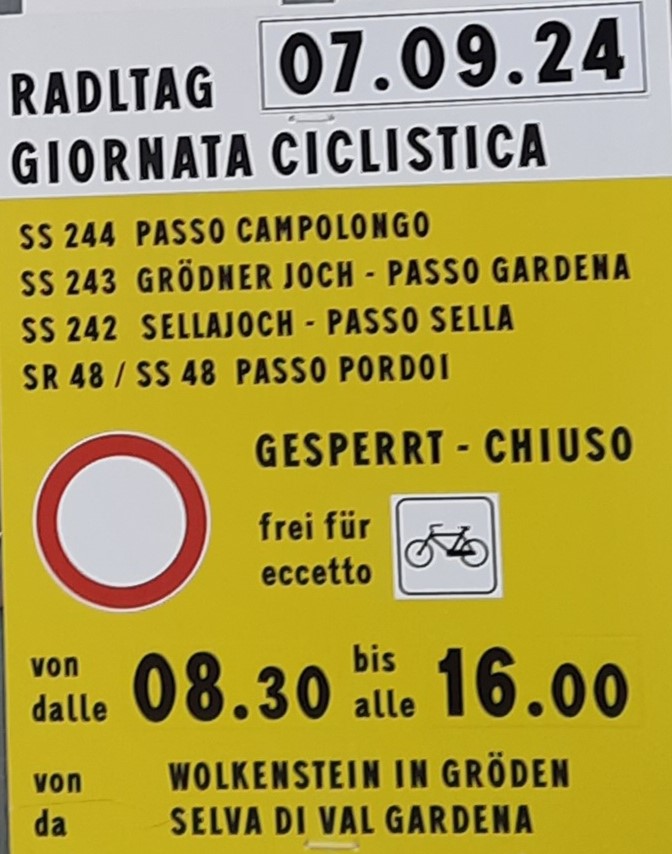 RADLTAG 07.09.24
GIORNATA CICLISTICA
SS 244 PASSO CAMPOLONGO
SS 243 GRÖDNER JOCH - PASSO GARDENA
SS 242 SELLAJOCH - PASSO SELLA
SR 48 / SS 48 PASSO PORDOI
GESPERRT - CHIUSO
frei für
eccetto
von bis
dalle 08.30 alle 16.00
von WOLKENSTEIN IN GRÖDEN
da SELVA DI VAL GARDENA